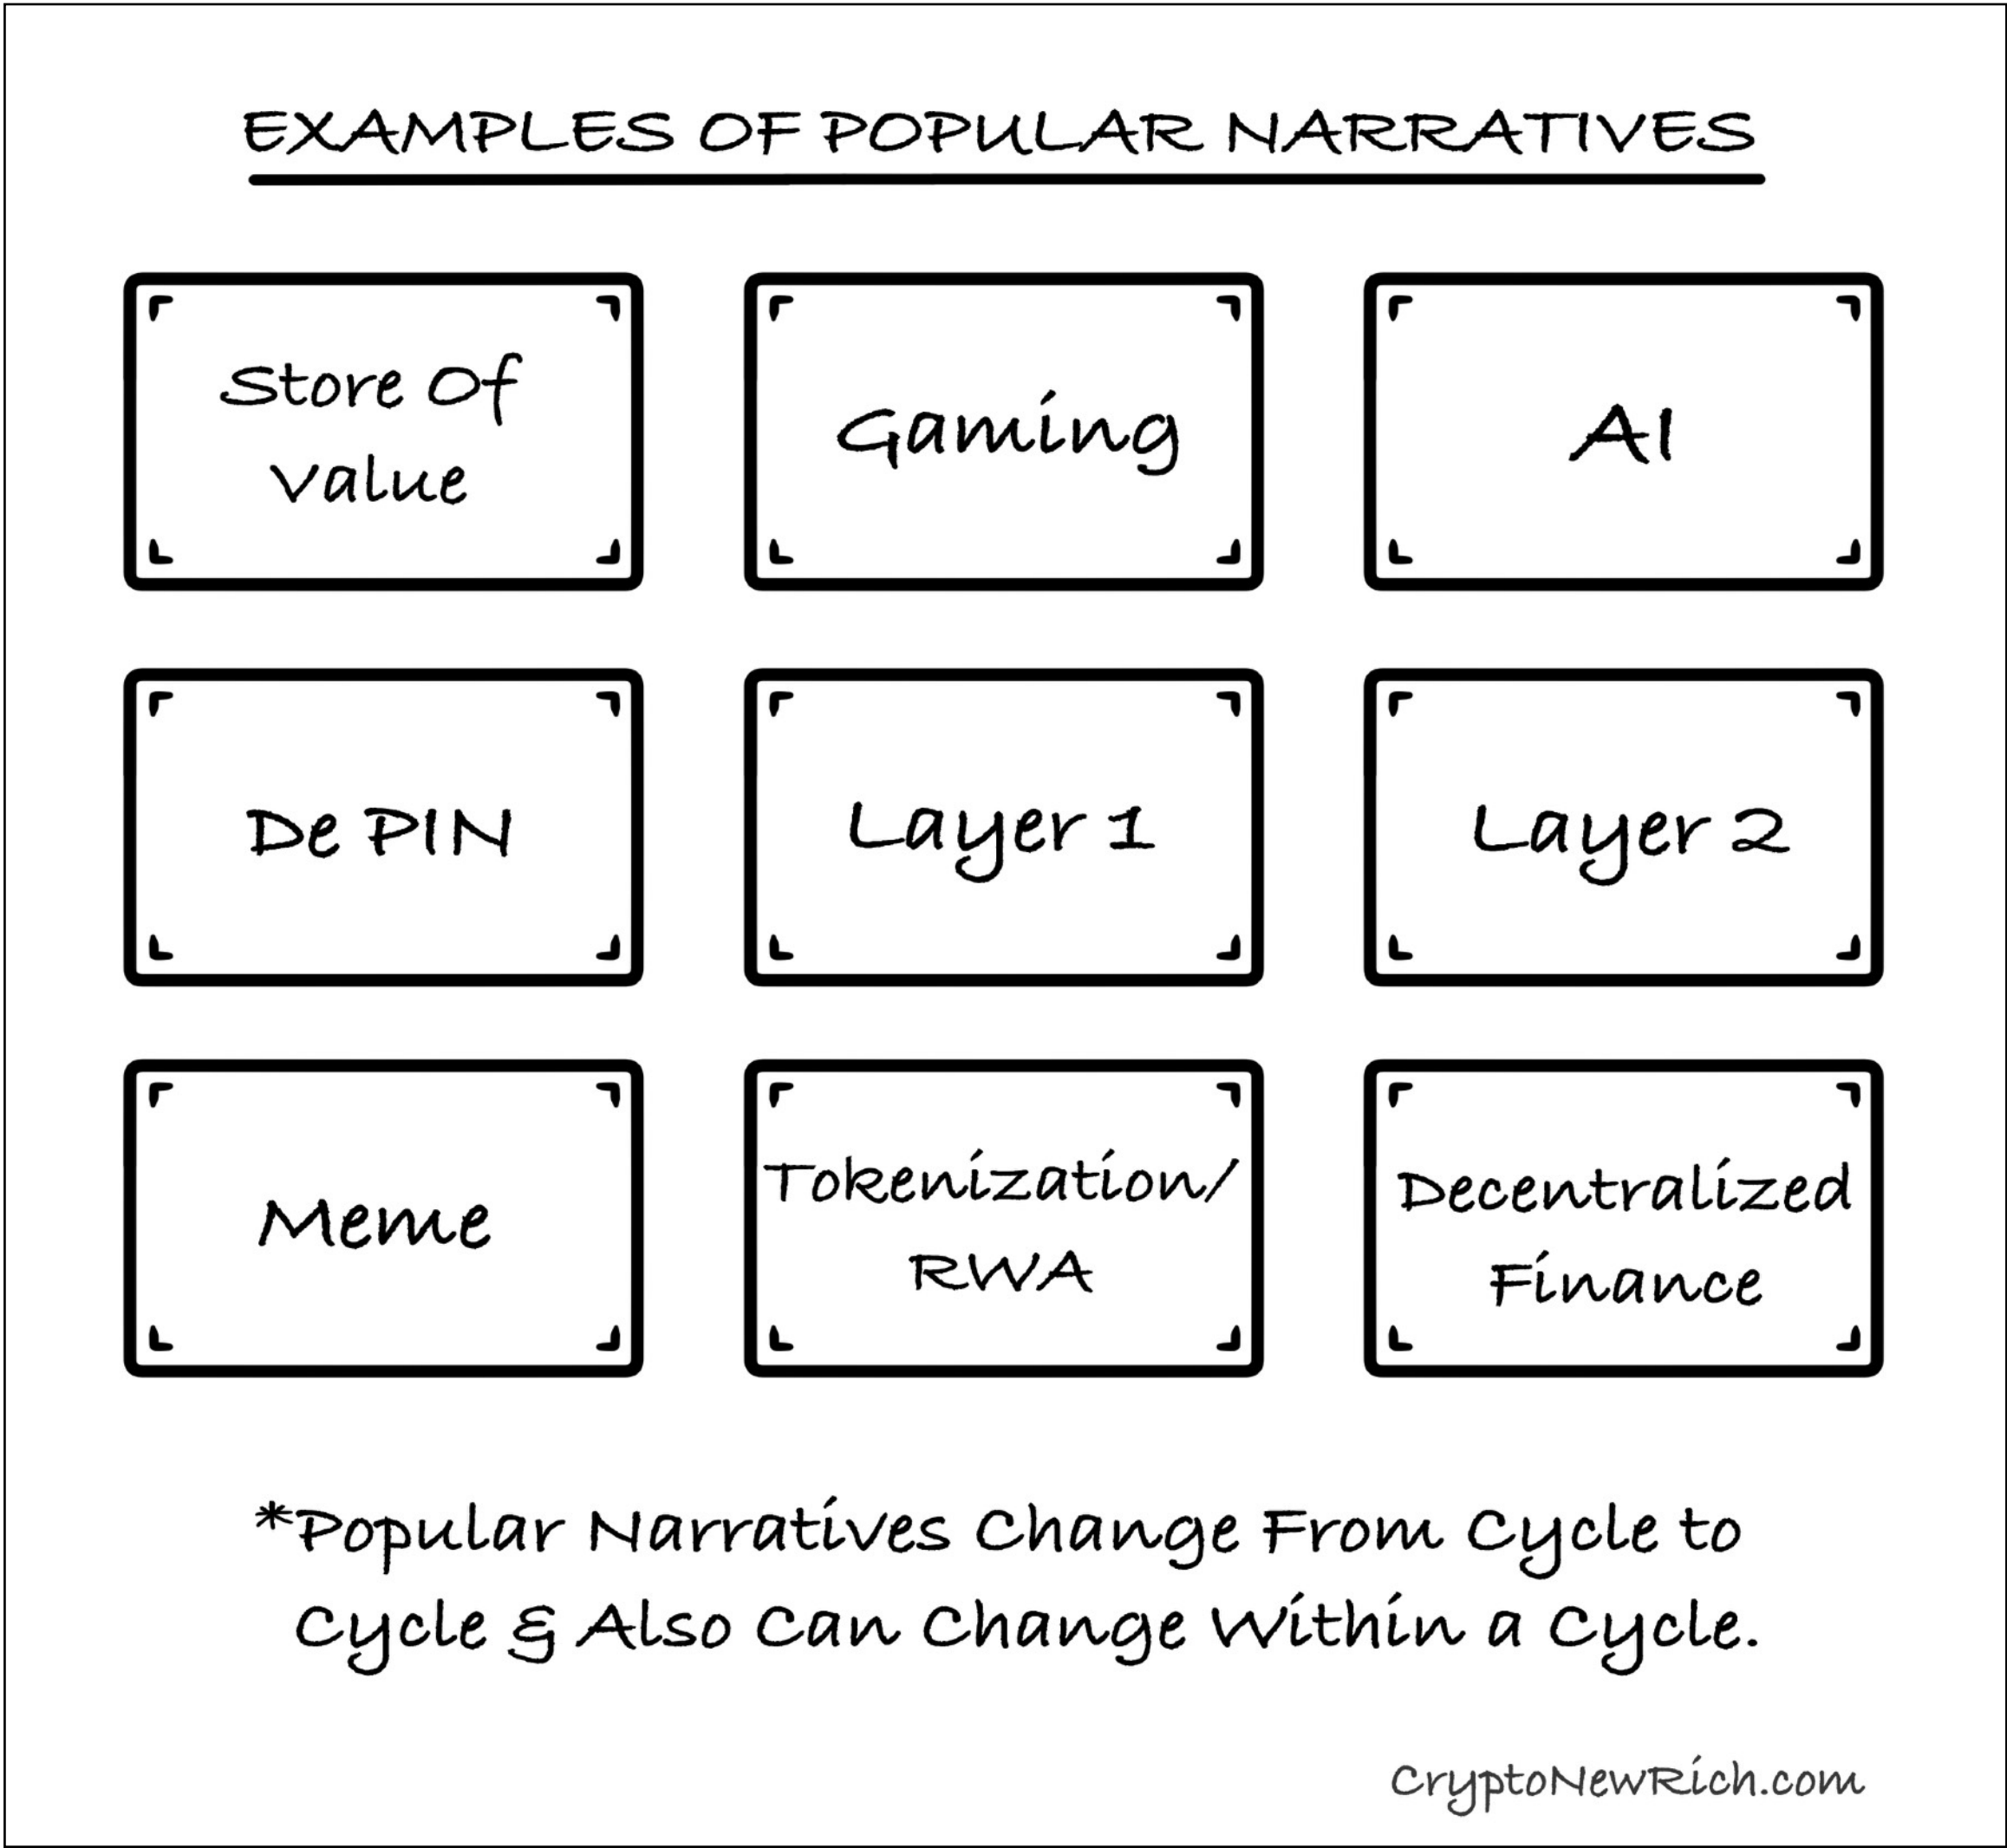 EXAMPLES OF POPULAR NARRATIVES
Store Of
Value
Gaming
AI
De PIN
Layer 1
Layer 2
Meme
Tokenization/
RWA
Decentralized
Finance
*Popular Narratives Change From Cycle to
Cycle & Also Can Change Within a Cycle.
CryptoNewRich.com